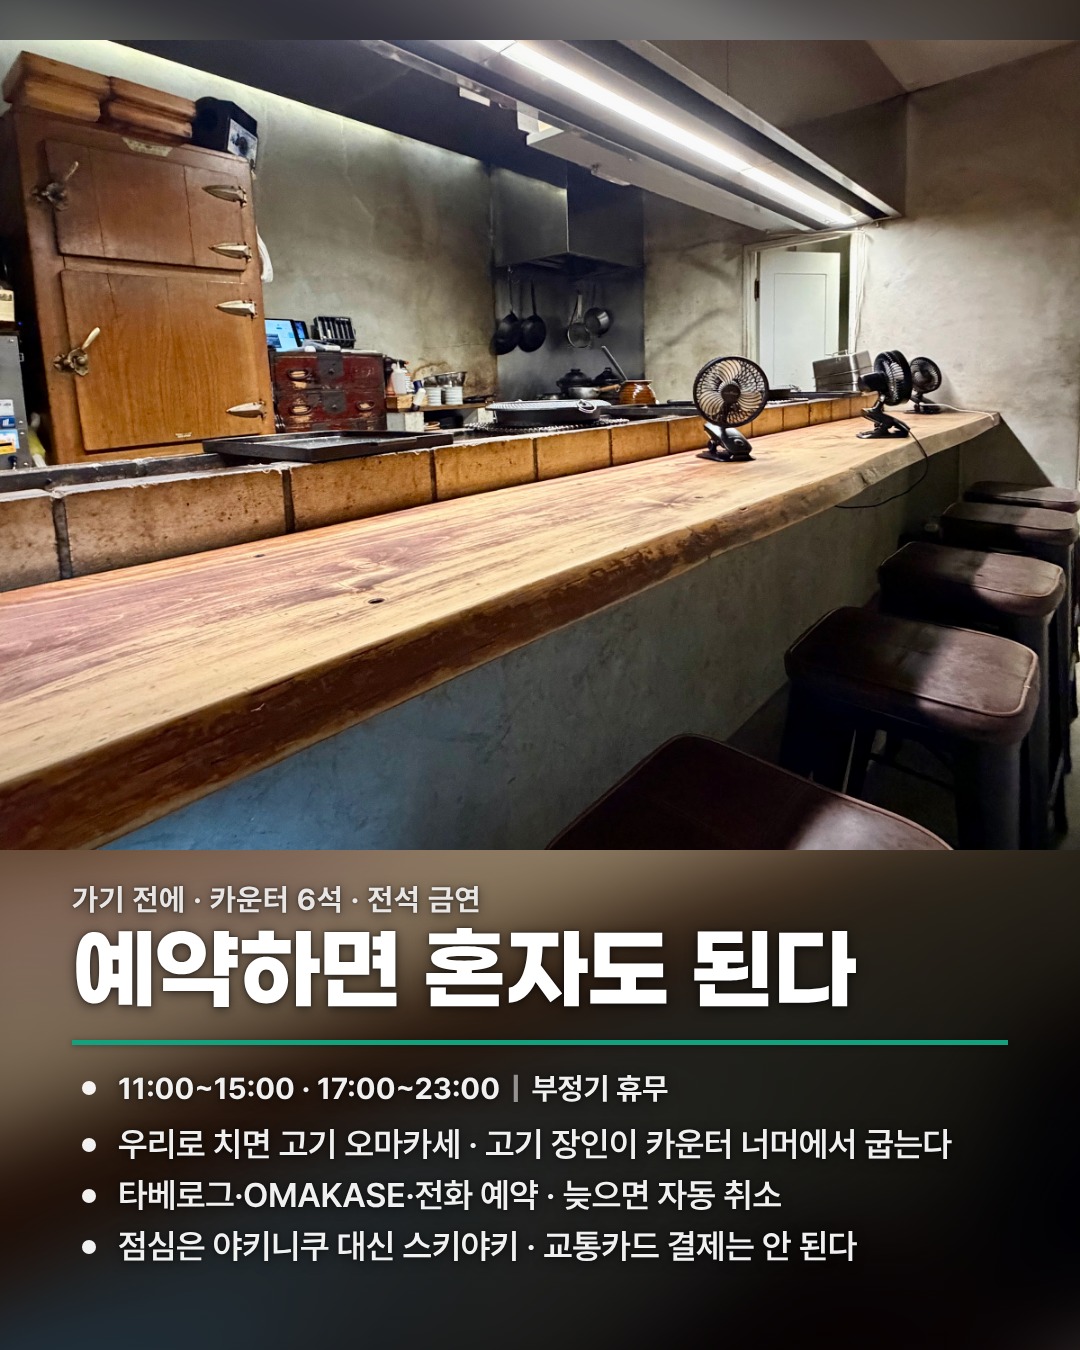 가기 전에 · 카운터 6석 · 전석 금연
예약하면 혼자도 된다
11:00~15:00 · 17:00~23:00 | 부정기 휴무
우리로 치면 고기 오마카세 · 고기 장인이 카운터 너머에서 굽는다
타베로그·OMAKASE·전화 예약 · 늦으면 자동 취소
점심은 야키니쿠 대신 스키야키 · 교통카드 결제는 안 된다